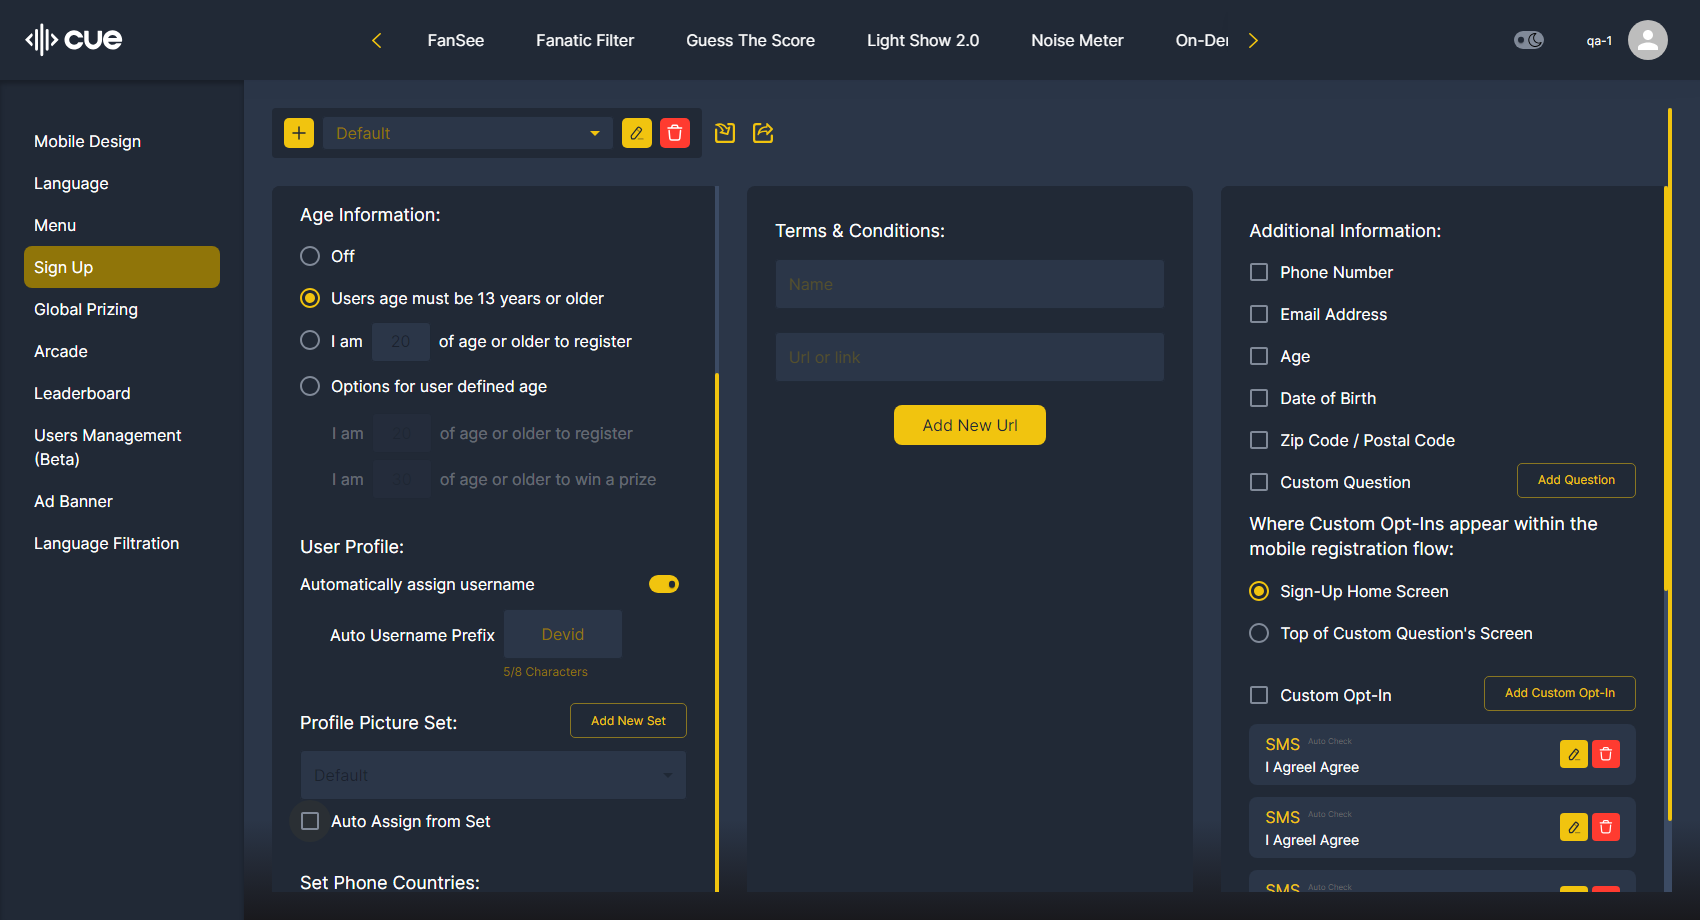 cue
FanSee
Fanatic Filter
Guess The Score
Light Show 2.0
Noise Meter
On-Der
qa-1
Mobile Design
Language
Menu
Sign Up
Global Prizing
Arcade
Leaderboard
Users Management
(Beta)
Ad Banner
Language Filtration
Default
Age Information:
Off
Users age must be 13 years or older
I am 20 of age or older to register
Options for user defined age
I am 20 of age or older to register
I am 30 of age or older to win a prize
User Profile:
Automatically assign username
Auto Username Prefix Devid
5/8 Characters
Profile Picture Set:
Add New Set
Default
Auto Assign from Set
Set Phone Countries:
Terms & Conditions:
Name
Url or link
Add New Url
Additional Information:
Phone Number
Email Address
Age
Date of Birth
Zip Code / Postal Code
Custom Question
Add Question
Where Custom Opt-Ins appear within the
mobile registration flow:
Sign-Up Home Screen
Top of Custom Question's Screen
Custom Opt-In
Add Custom Opt-In
SMS Auto Check
I AgreeI Agree
SMS Auto Check
I AgreeI Agree
SMS Auto Check